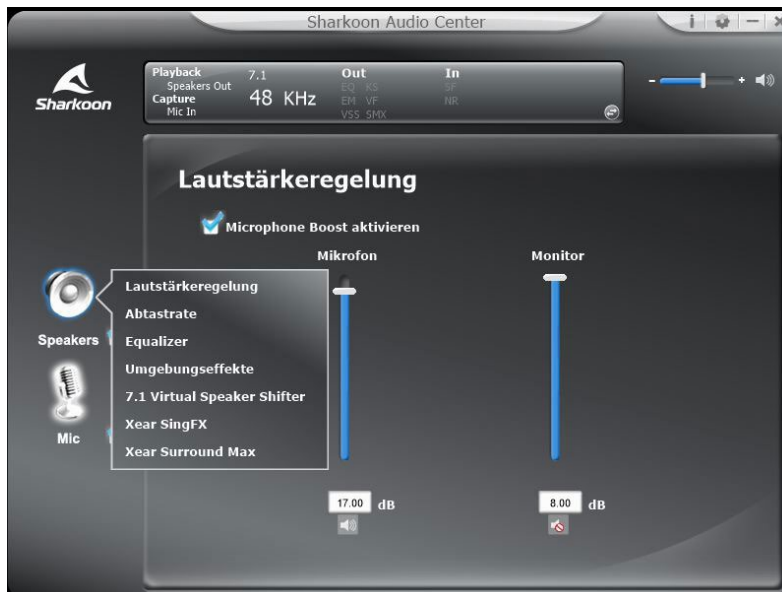 Sharkoon Audio Center
Sharkoon
Playback 7.1
Speakers Out
Capture 48 KHz
Mic In
Out In
EQ KS SF
EM VF NR
VSS SMX
- +
Lautstärkeregelung
Microphone Boost aktivieren
Mikrofon Monitor
Speakers
Mic
Lautstärkeregelung
Abtastrate
Equalizer
Umgebungseffekte
7.1 Virtual Speaker Shifter
Xear SingFX
Xear Surround Max
17.00 dB 8.00 dB